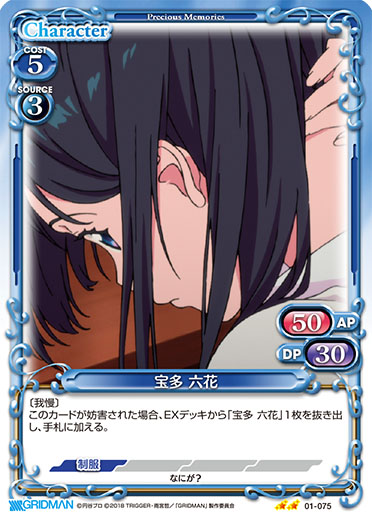 Precious Memories
Character
COST
5
SOURCE
3
50 AP
DP 30
宝多 六花
〔我慢〕
このカードが妨害された場合、EXデッキから「宝多 六花」1枚を抜き出
し、手札に加える。
制服
なにが？
GRIDMAN ©円谷プロ ©2018 TRIGGER・雨宮哲／「GRIDMAN」製作委員会 01-075